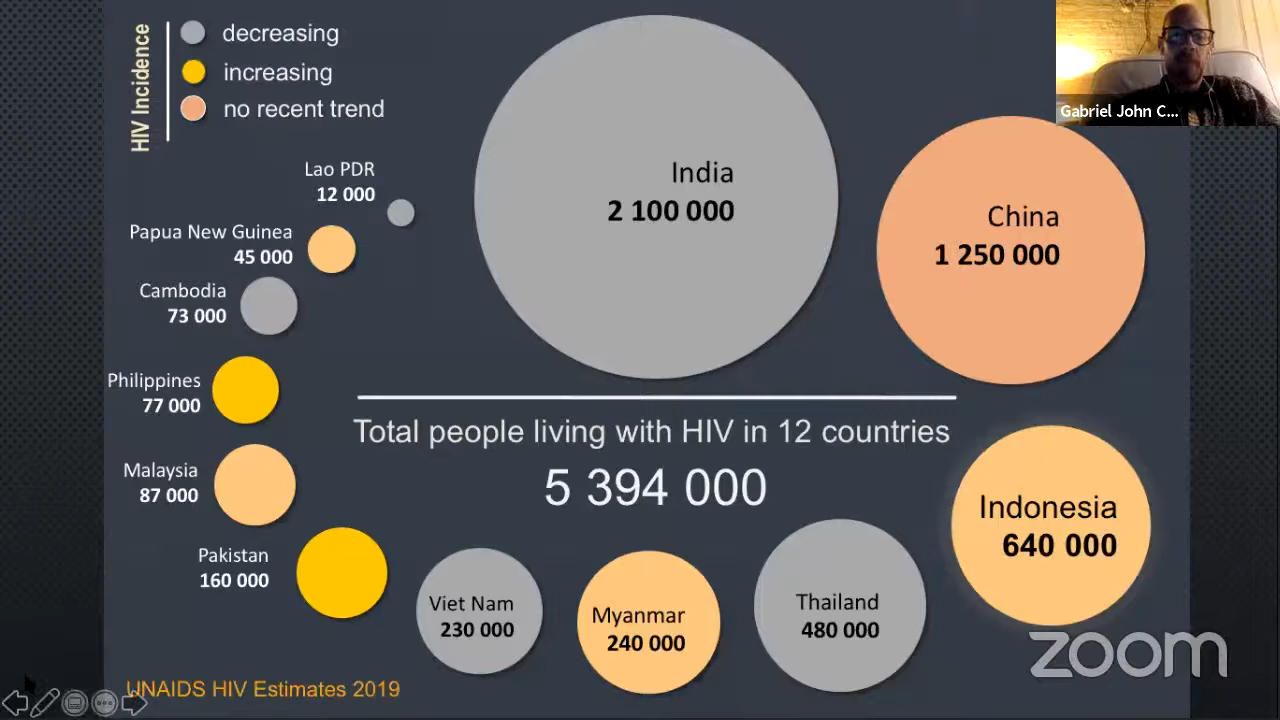 HIV Incidence
decreasing
increasing
no recent trend
Gabriel John C...
Lao PDR
12 000
India
2 100 000
Papua New Guinea
45 000
China
1 250 000
Cambodia
73 000
Philippines
77 000
Total people living with HIV in 12 countries
5 394 000
Malaysia
87 000
Indonesia
640 000
Pakistan
160 000
Viet Nam
230 000
Myanmar
240 000
Thailand
480 000
zoom
UNAIDS HIV Estimates 2019